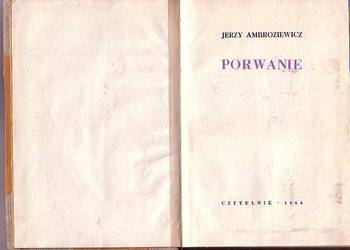 JERZY AMBROZIEWICZ
PORWANIE
CZYTELNIK · 1964